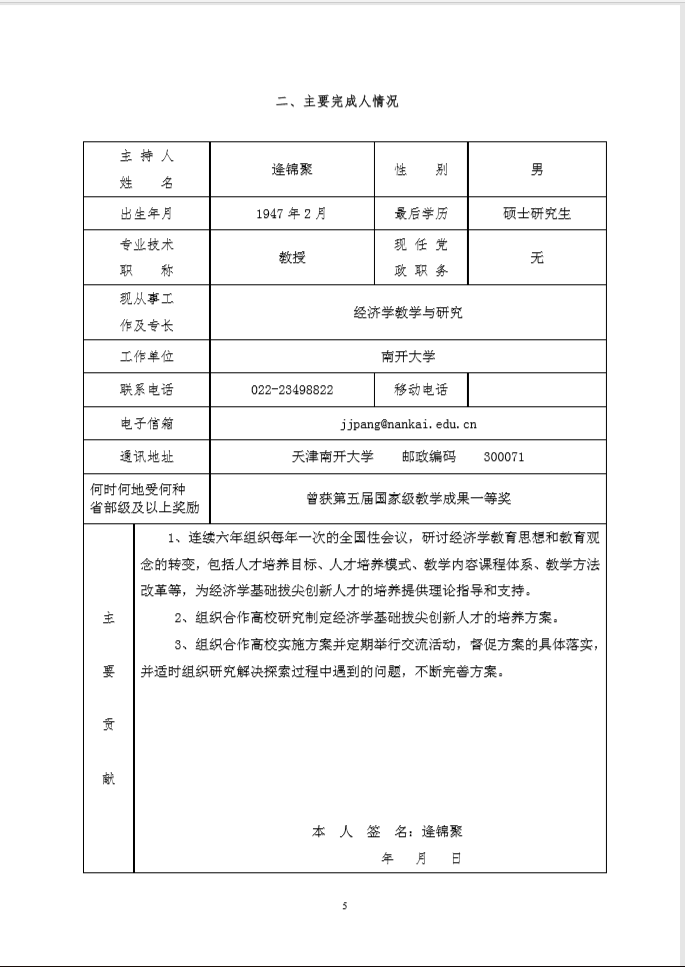 二、主要完成人情况
主 持 人
姓 名
逄锦聚
性 别
男
出生年月
1947年2月
最后学历
硕士研究生
专业技术
职 称
教授
现 任 党
政 职 务
无
现从事工
作及专长
经济学教学与研究
工作单位
南开大学
联系电话
022-23498822
移动电话
电子信箱
jjpang@nankai.edu.cn
通讯地址
天津南开大学 邮政编码 300071
何时何地受何种
省部级及以上奖励
曾获第五届国家级教学成果一等奖
主
要
贡
献
1、连续六年组织每年一次的全国性会议，研讨经济学教育思想和教育观
念的转变，包括人才培养目标、人才培养模式、教学内容课程体系、教学方法
改革等，为经济学基础拔尖创新人才的培养提供理论指导和支持。
2、组织合作高校研究制定经济学基础拔尖创新人才的培养方案。
3、组织合作高校实施方案并定期举行交流活动，督促方案的具体落实，
并适时组织研究解决探索过程中遇到的问题，不断完善方案。
本 人 签 名：逄锦聚
年 月 日
5